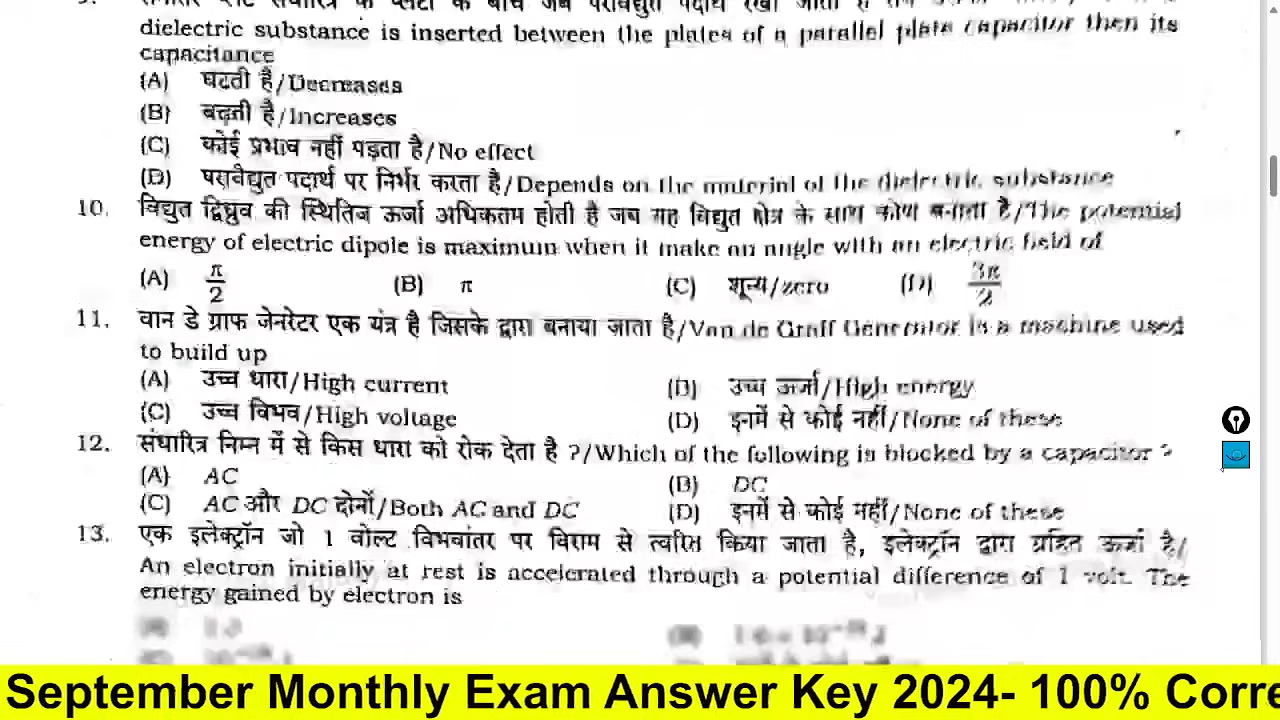 9. समांतर प्लेट संधारित्र के प्लेटों के बीच जब परावैद्युत पदार्थ रखा जाता है
dielectric substance is inserted between the plates of a parallel plate capacitor then its
capacitance
(A) घटती है/Decreases
(B) बढ़ती है/Increases
(C) कोई प्रभाव नहीं पड़ता है/No effect
(D) परावैद्युत पदार्थ पर निर्भर करता है/Depends on the material of the dielectric substance
10. विद्युत द्विध्रुव की स्थितिज ऊर्जा अधिकतम होती है जब यह विद्युत क्षेत्र के साथ कोण बनाता है/The potential
energy of electric dipole is maximum when it make an angle with an electric field of
(A) π/2 (B) π (C) शून्य/zero (D) 3π/2
11. वान डे ग्राफ जेनरेटर एक यंत्र है जिसके द्वारा बनाया जाता है/Van de Graff Generator is a machine used
to build up
(A) उच्च धारा/High current (B) उच्च ऊर्जा/High energy
(C) उच्च विभव/High voltage (D) इनमें से कोई नहीं/None of these
12. संधारित्र निम्न में से किस धारा को रोक देता है ?/Which of the following is blocked by a capacitor ?
(A) AC (B) DC
(C) AC और DC दोनों/Both AC and DC (D) इनमें से कोई नहीं/None of these
13. एक इलेक्ट्रॉन जो 1 वोल्ट विभवांतर पर विराम से त्वरित किया जाता है, इलेक्ट्रॉन द्वारा ग्रहित ऊर्जा है/
An electron initially at rest is accelerated through a potential difference of 1 volt. The
energy gained by electron is
September Monthly Exam Answer Key 2024- 100% Corre